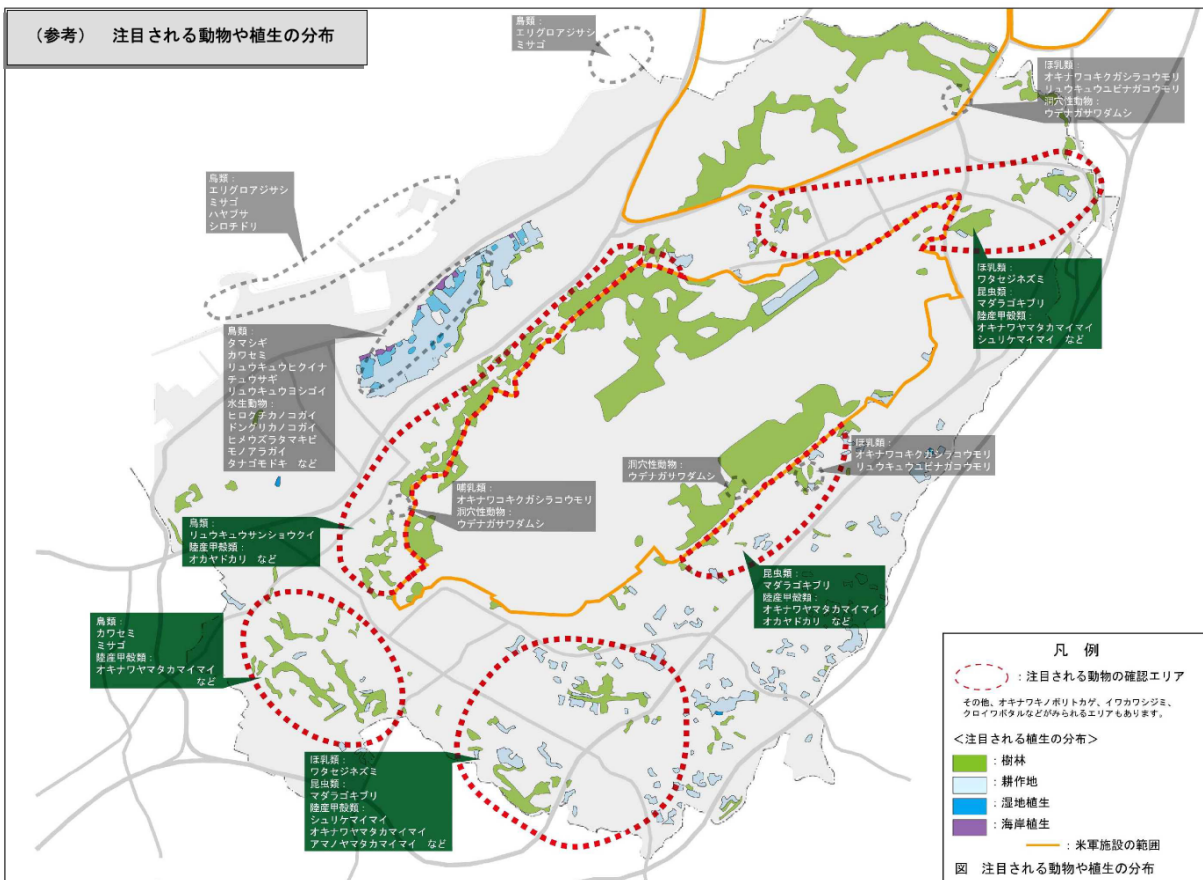 (参考) 注目される動物や植生の分布
鳥類：
エリグロアジサシ
ミサゴ
ほ乳類：
オキナワコキクガシラコウモリ
リュウキュウユビナガコウモリ
洞穴性動物：
ウデナガサワダムシ
鳥類：
エリグロアジサシ
ミサゴ
ハヤブサ
シロチドリ
ほ乳類：
ワタセジネズミ
昆虫類：
マダラゴキブリ
陸産甲殻類：
オキナワヤマタカマイマイ
シュリケマイマイ など
鳥類：
タマシギ
カワセミ
リュウキュウヒクイナ
チュウサギ
リュウキュウヨシゴイ
水生動物：
ヒロクチカノコガイ
ドングリカノコガイ
ヒメウズラタマキビ
モノアラガイ
タナゴモドキ など
ほ乳類：
オキナワコキクガシラコウモリ
リュウキュウユビナガコウモリ
洞穴性動物：
ウデナガサワダムシ
哺乳類：
オキナワコキクガシラコウモリ
洞穴性動物：
ウデナガサワダムシ
鳥類：
リュウキュウサンショウクイ
陸産甲殻類：
オカヤドカリ など
昆虫類：
マダラゴキブリ
陸産甲殻類：
オキナワヤマタカマイマイ
オカヤドカリ など
鳥類：
カワセミ
ミサゴ
陸産甲殻類：
オキナワヤマタカマイマイ
など
ほ乳類：
ワタセジネズミ
昆虫類：
マダラゴキブリ
陸産甲殻類：
シュリケマイマイ
オキナワヤマタカマイマイ
アマノヤマタカマイマイ など
凡 例
：注目される動物の確認エリア
その他、オキナワキノボリトカゲ、イワカワシジミ、
クロイワボタルなどがみられるエリアもあります。
＜注目される植生の分布＞
：樹林
：耕作地
：湿地植生
：海岸植生
：米軍施設の範囲
図 注目される動物や植生の分布